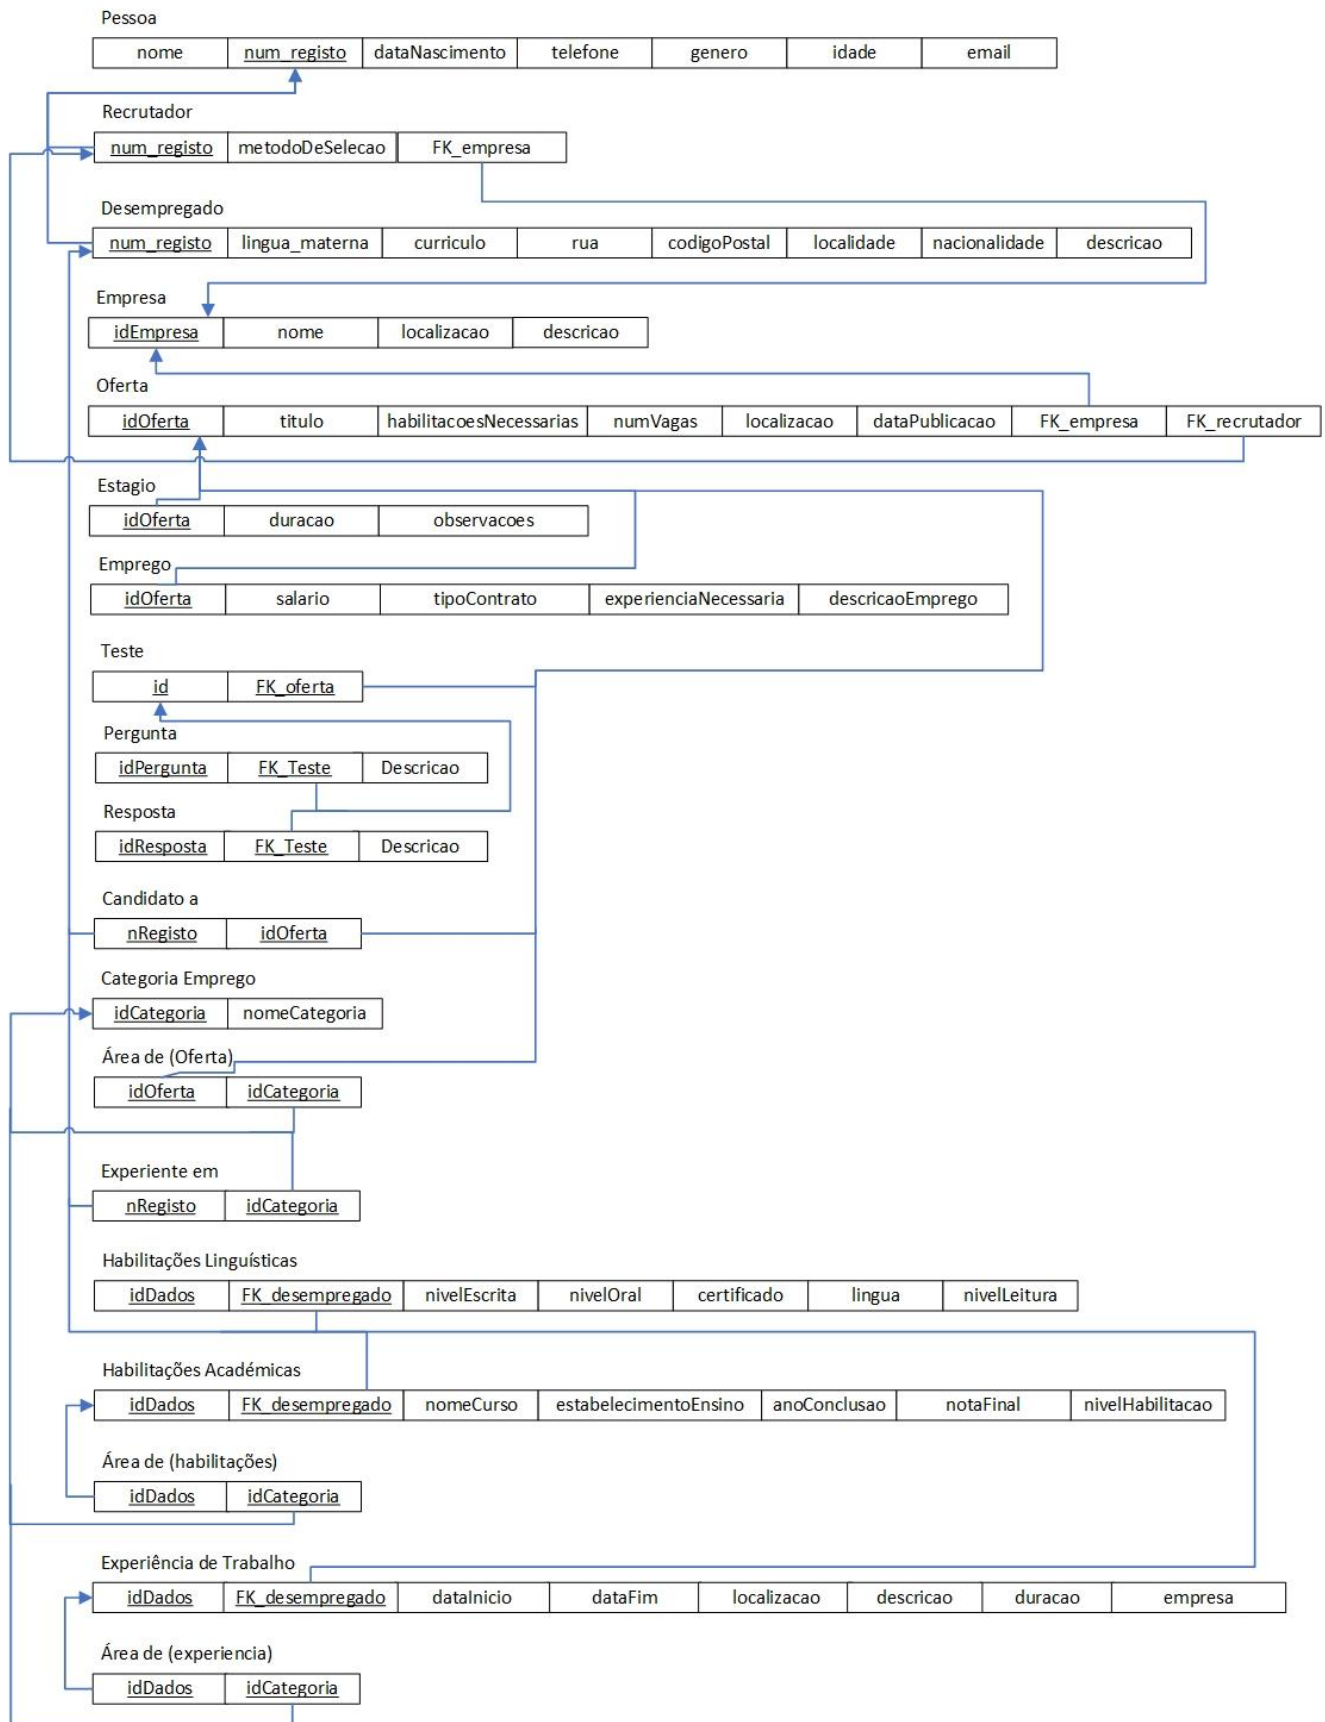 Pessoa
nome num_registo dataNascimento telefone genero idade email
Recrutador
num_registo metodoDeSelecao FK_empresa
Desempregado
num_registo lingua_materna curriculo rua codigoPostal localidade nacionalidade descricao
Empresa
idEmpresa nome localizacao descricao
Oferta
idOferta titulo habilitacoesNecessarias numVagas localizacao dataPublicacao FK_empresa FK_recrutador
Estagio
idOferta duracao observacoes
Emprego
idOferta salario tipoContrato experienciaNecessaria descricaoEmprego
Teste
id FK_oferta
Pergunta
idPergunta FK_Teste Descricao
Resposta
idResposta FK_Teste Descricao
Candidato a
nRegisto idOferta
Categoria Emprego
idCategoria nomeCategoria
Área de (Oferta)
idOferta idCategoria
Experiente em
nRegisto idCategoria
Habilitações Linguísticas
idDados FK_desempregado nivelEscrita nivelOral certificado lingua nivelLeitura
Habilitações Académicas
idDados FK_desempregado nomeCurso estabelecimentoEnsino anoConclusao notaFinal nivelHabilitacao
Área de (habilitações)
idDados idCategoria
Experiência de Trabalho
idDados FK_desempregado dataInicio dataFim localizacao descricao duracao empresa
Área de (experiencia)
idDados idCategoria